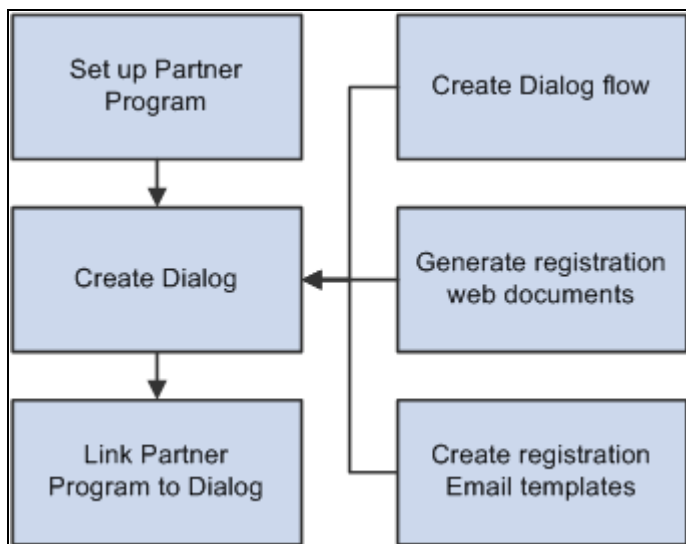 Set up Partner
Program
Create Dialog flow
Create Dialog
Generate registration
web documents
Link Partner
Program to Dialog
Create registration
Email templates